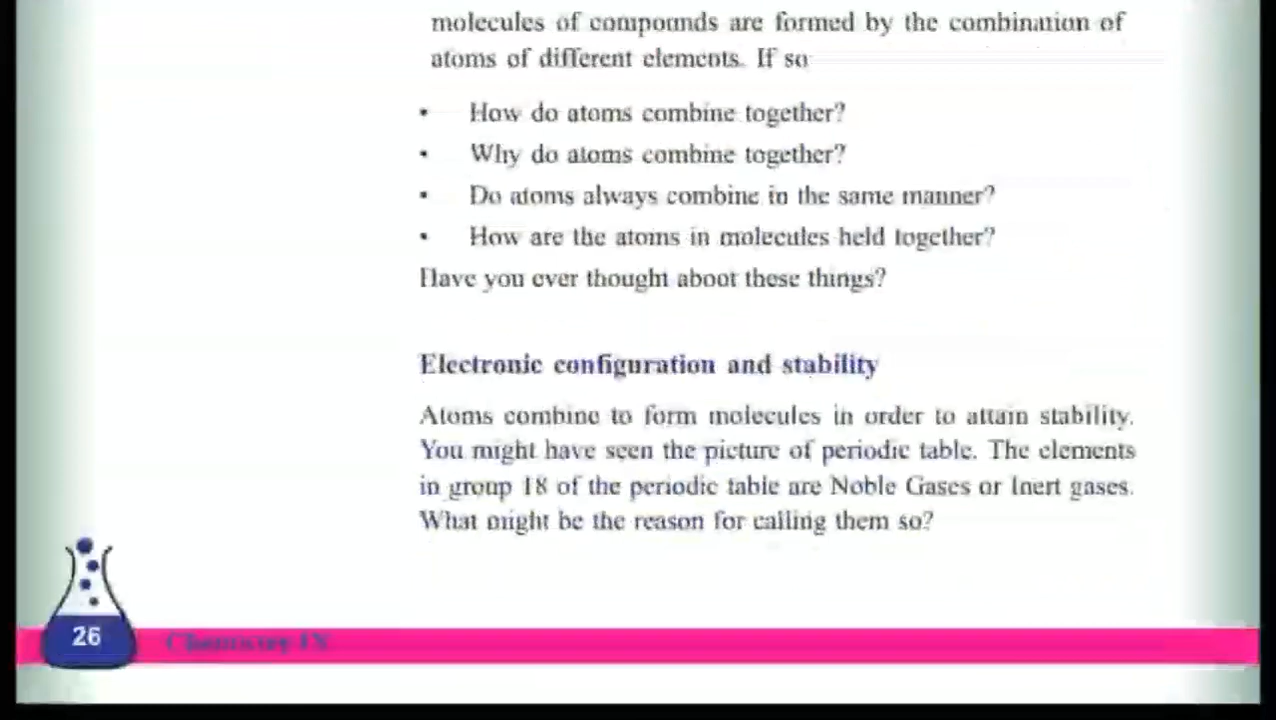 molecules of compounds are formed by the combination of
atoms of different elements. If so
• How do atoms combine together?
• Why do atoms combine together?
• Do atoms always combine in the same manner?
• How are the atoms in molecules held together?
Have you ever thought about these things?
Electronic configuration and stability
Atoms combine to form molecules in order to attain stability.
You might have seen the picture of periodic table. The elements
in group 18 of the periodic table are Noble Gases or Inert gases.
What might be the reason for calling them so?
26
Chemistry IX